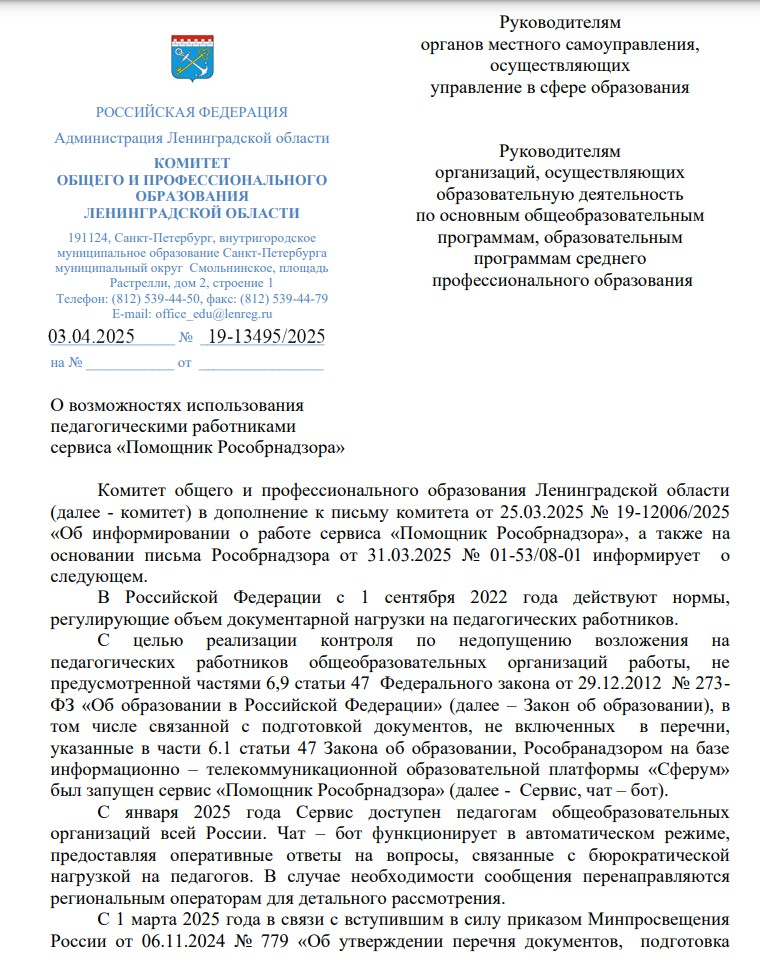 Руководителям
органов местного самоуправления,
осуществляющих
управление в сфере образования
Руководителям
организаций, осуществляющих
образовательную деятельность
по основным общеобразовательным
программам, образовательным
программам среднего
профессионального образования
РОССИЙСКАЯ ФЕДЕРАЦИЯ
Администрация Ленинградской области
КОМИТЕТ
ОБЩЕГО И ПРОФЕССИОНАЛЬНОГО
ОБРАЗОВАНИЯ
ЛЕНИНГРАДСКОЙ ОБЛАСТИ
191124, Санкт-Петербург, внутригородское
муниципальное образование Санкт-Петербурга
муниципальный округ Смольнинское, площадь
Растрелли, дом 2, строение 1
Телефон: (812) 539-44-50, факс: (812) 539-44-79
E-mail: office_edu@lenreg.ru
03.04.2025 № 19-13495/2025
на № ____________ от _________________
О возможностях использования
педагогическими работниками
сервиса «Помощник Рособрнадзора»
Комитет общего и профессионального образования Ленинградской области
(далее - комитет) в дополнение к письму комитета от 25.03.2025 № 19-12006/2025
«Об информировании о работе сервиса «Помощник Рособрнадзора», а также на
основании письма Рособрнадзора от 31.03.2025 № 01-53/08-01 информирует о
следующем.
В Российской Федерации с 1 сентября 2022 года действуют нормы,
регулирующие объем документарной нагрузки на педагогических работников.
С целью реализации контроля по недопущению возложения на
педагогических работников общеобразовательных организаций работы, не
предусмотренной частями 6,9 статьи 47 Федерального закона от 29.12.2012 № 273-
ФЗ «Об образовании в Российской Федерации» (далее – Закон об образовании), в
том числе связанной с подготовкой документов, не включенных в перечни,
указанные в части 6.1 статьи 47 Закона об образовании, Рособранадзором на базе
информационно – телекоммуникационной образовательной платформы «Сферум»
был запущен сервис «Помощник Рособрнадзора» (далее - Сервис, чат – бот).
С января 2025 года Сервис доступен педагогам общеобразовательных
организаций всей России. Чат – бот функционирует в автоматическом режиме,
предоставляя оперативные ответы на вопросы, связанные с бюрократической
нагрузкой на педагогов. В случае необходимости сообщения перенаправляются
региональным операторам для детального рассмотрения.
С 1 марта 2025 года в связи с вступившим в силу приказом Минпросвещения
России от 06.11.2024 № 779 «Об утверждении перечня документов, подготовка